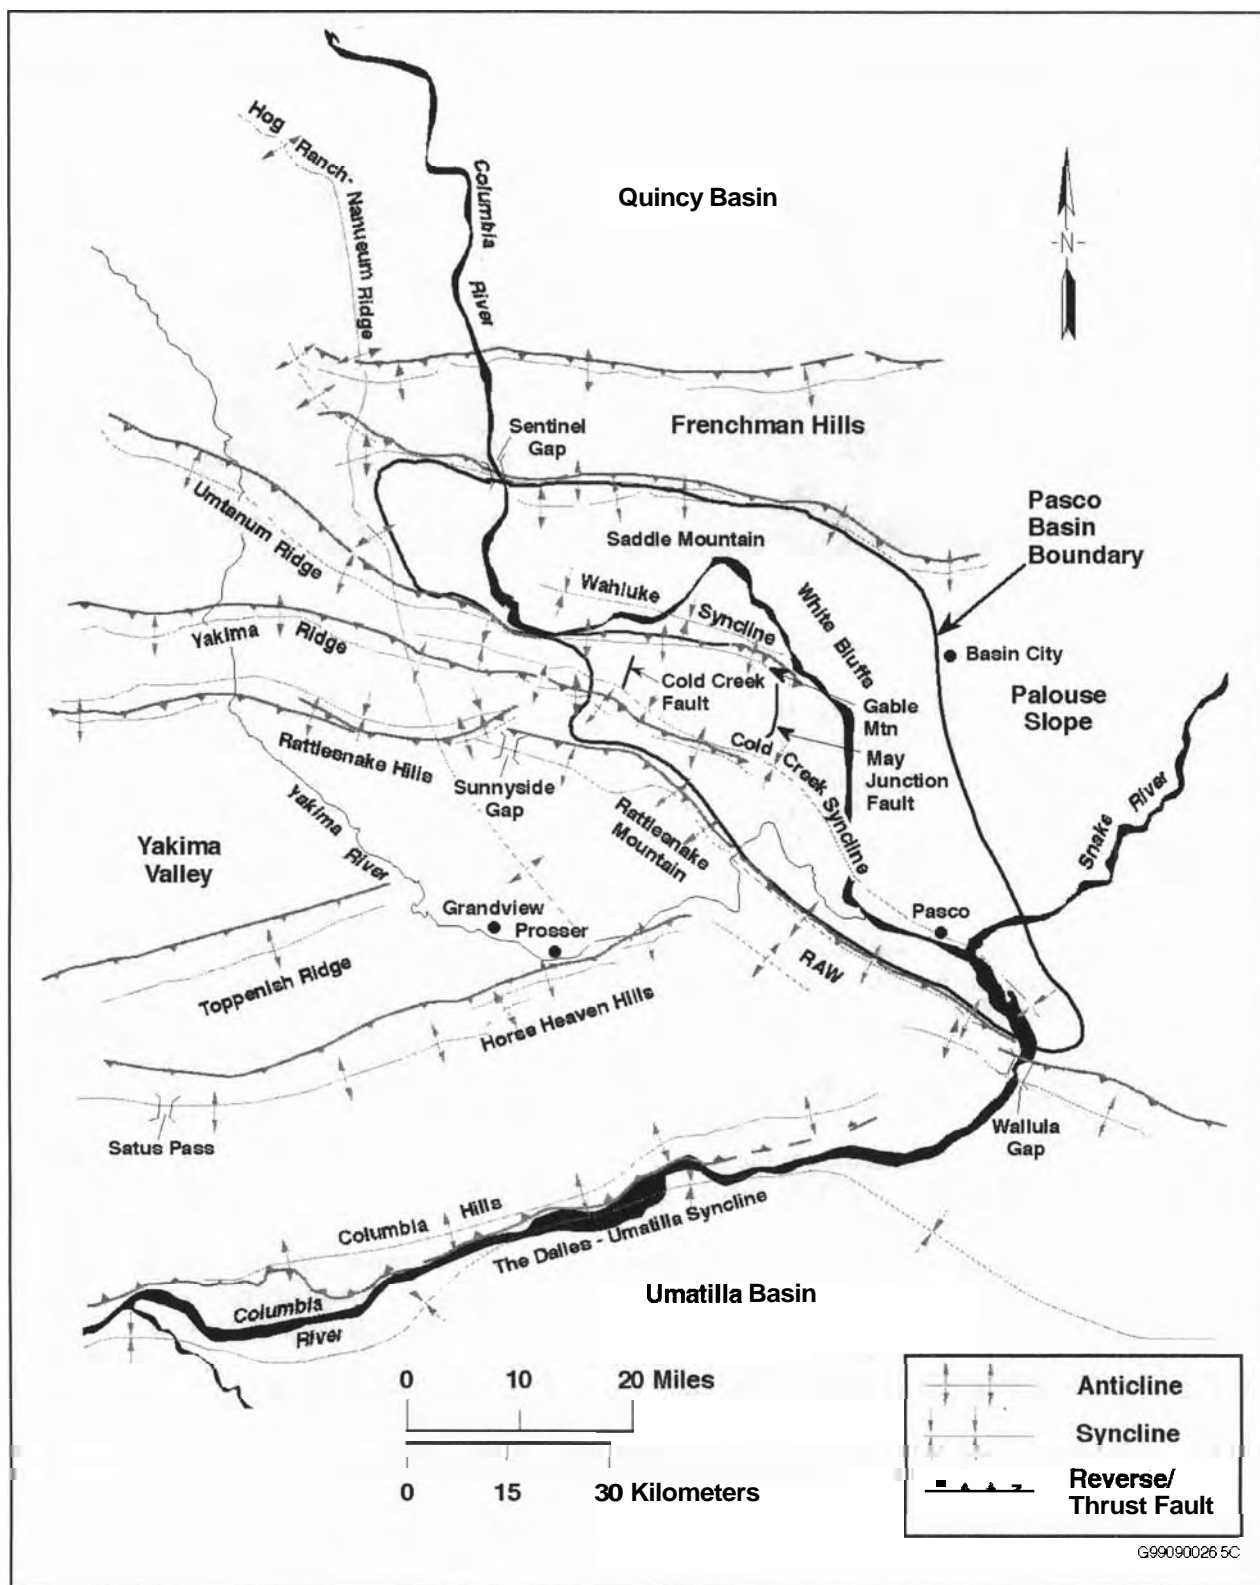 Hog
Ranch-
Nanueum Ridge
Columbia
River
Quincy Basin
-N-
Sentinel
Gap
Frenchman Hills
Pasco
Basin
Boundary
Umtanum Ridge
Saddle Mountain
Wahluke
Syncline
White Bluffs
Yakima
Ridge
Basin City
Cold Creek
Fault
Gable
Mtn
Palouse
Slope
Rattlesnake Hills
Sunnyside
Gap
Cold Creek Syncline
May
Junction
Fault
Snake River
Yakima
River
Rattlesnake
Mountain
Yakima
Valley
Grandview
Prosser
Pasco
RAW
Toppenish Ridge
Horse Heaven Hills
Satus Pass
Wallula
Gap
Columbia Hills
The Dalles - Umatilla Syncline
Umatilla Basin
Columbia
River
0 10 20 Miles
0 15 30 Kilometers
Anticline
Syncline
Reverse/
Thrust Fault
G99090026 5C